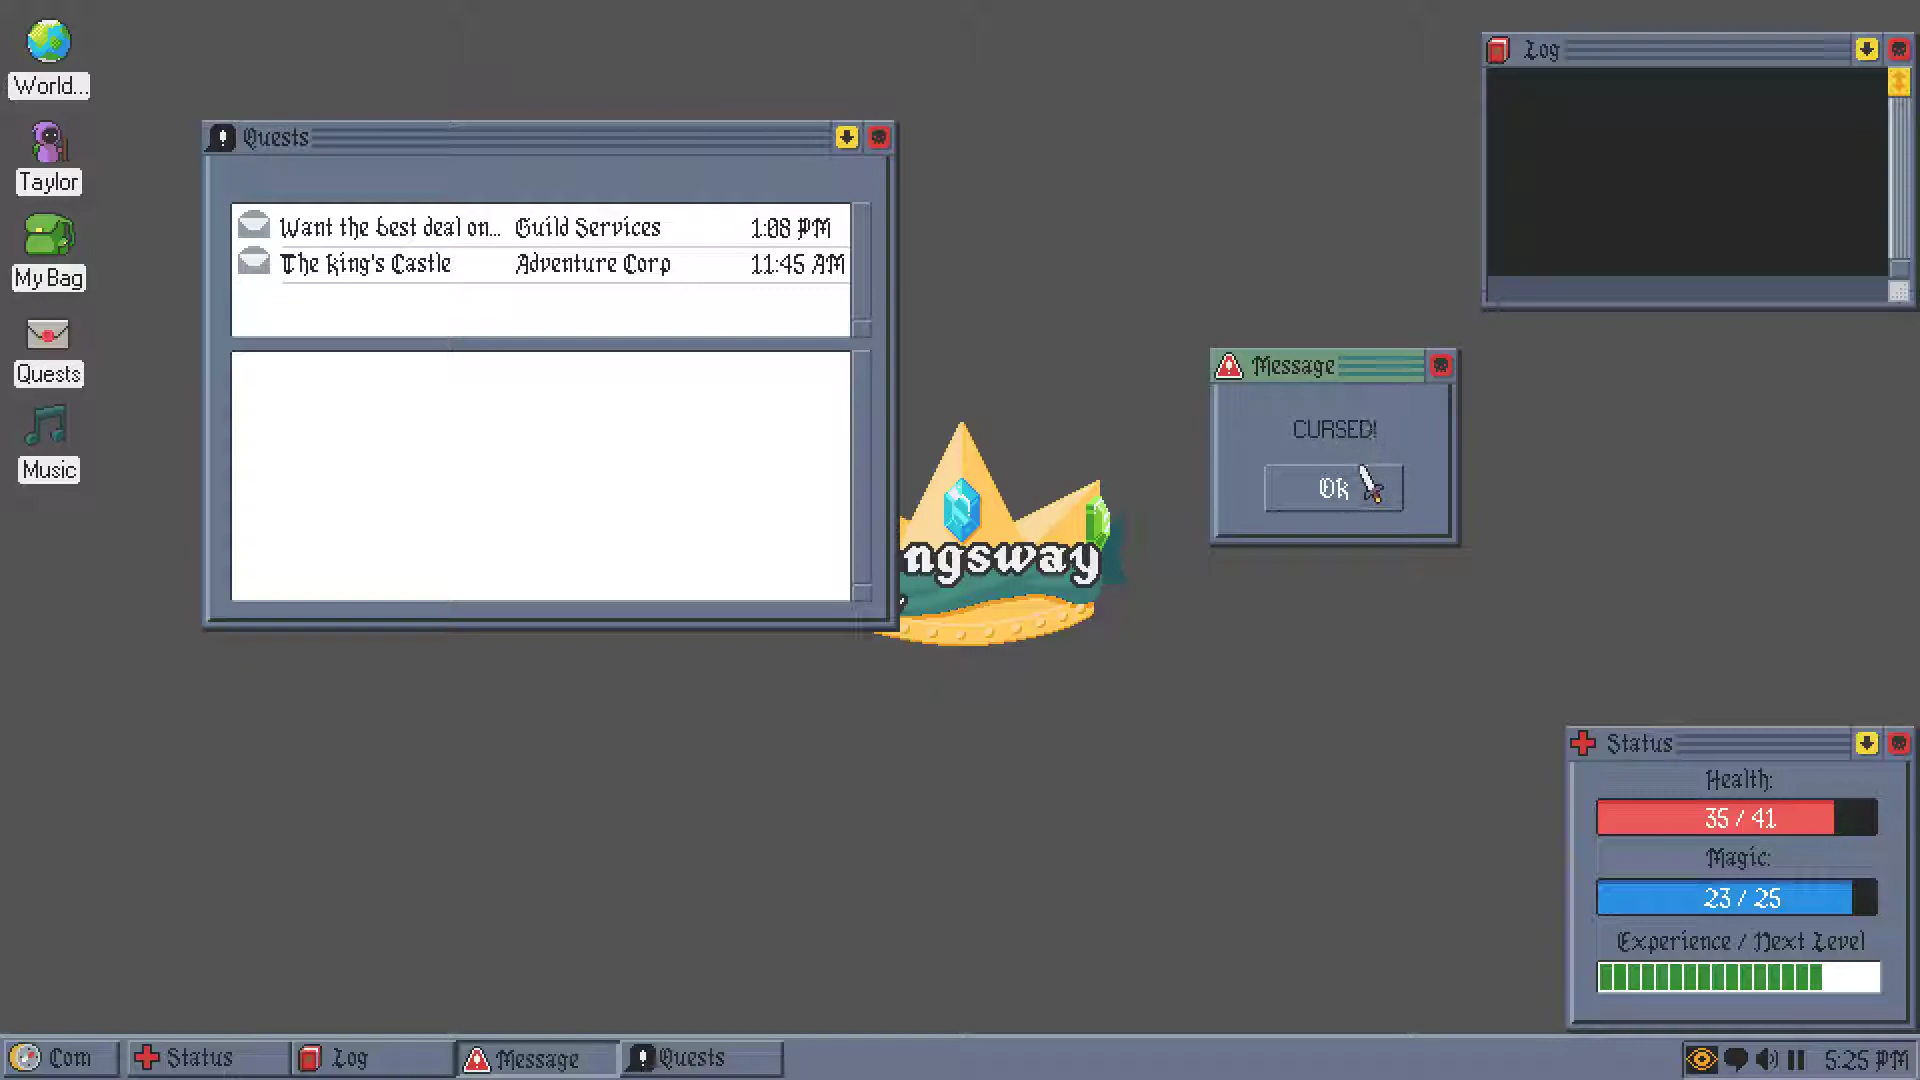 World...
Taylor
My Bag
Quests
Music
Quests
Want the best deal on... Guild Services 1:08 PM
The King's Castle Adventure Corp 11:45 AM
Log
Message
CURSED!
Ok
ngsway
Status
Health:
35 / 41
Magic:
23 / 25
Experience / Next Level
Com
Status
Log
Message
Quests
5:25 PM